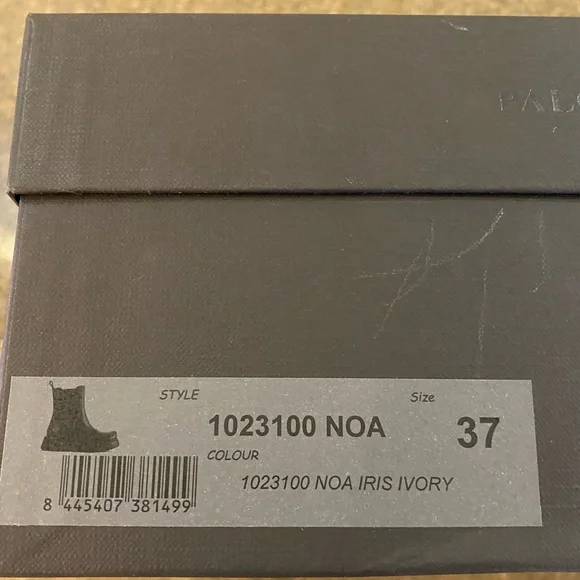 STYLE
Size
1023100 NOA
37
COLOUR
1023100 NOA IRIS IVORY
8 445407 381499